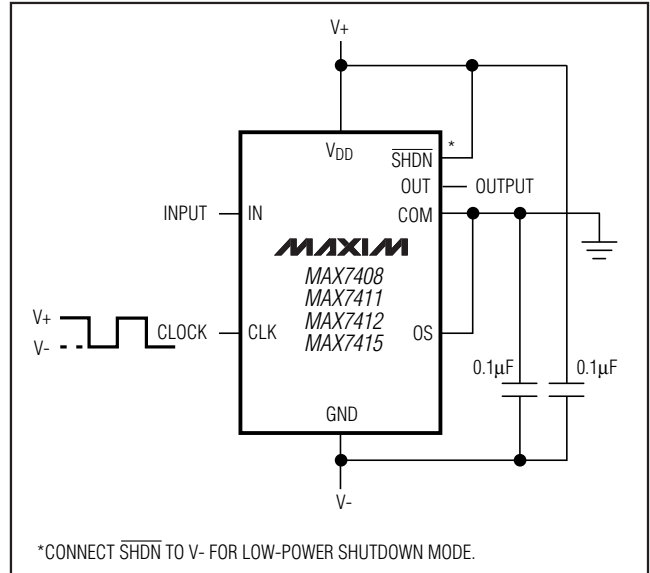 V+
VDD
SHDN
*
OUT
OUTPUT
INPUT
IN
COM
MAXIM
MAX7408
MAX7411
MAX7412
MAX7415
V+
V-
CLOCK
CLK
OS
0.1µF
0.1µF
GND
V-
*CONNECT SHDN TO V- FOR LOW-POWER SHUTDOWN MODE.